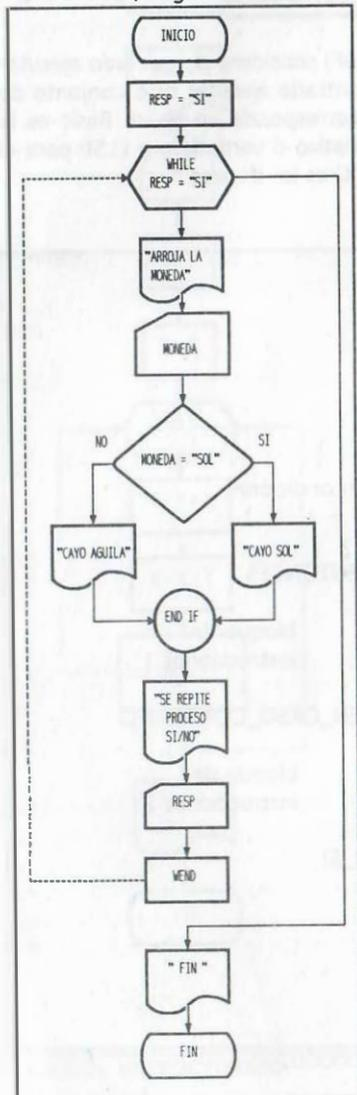 INICIO
RESP = "SI"
WHILE
RESP = "SI"
"ARROJA LA
MONEDA"
MONEDA
NO
SI
MONEDA = "SOL"
"CAYO AGUILA"
"CAYO SOL"
END IF
"SE REPITE
PROCESO
SI/NO"
RESP
WEND
" FIN "
FIN